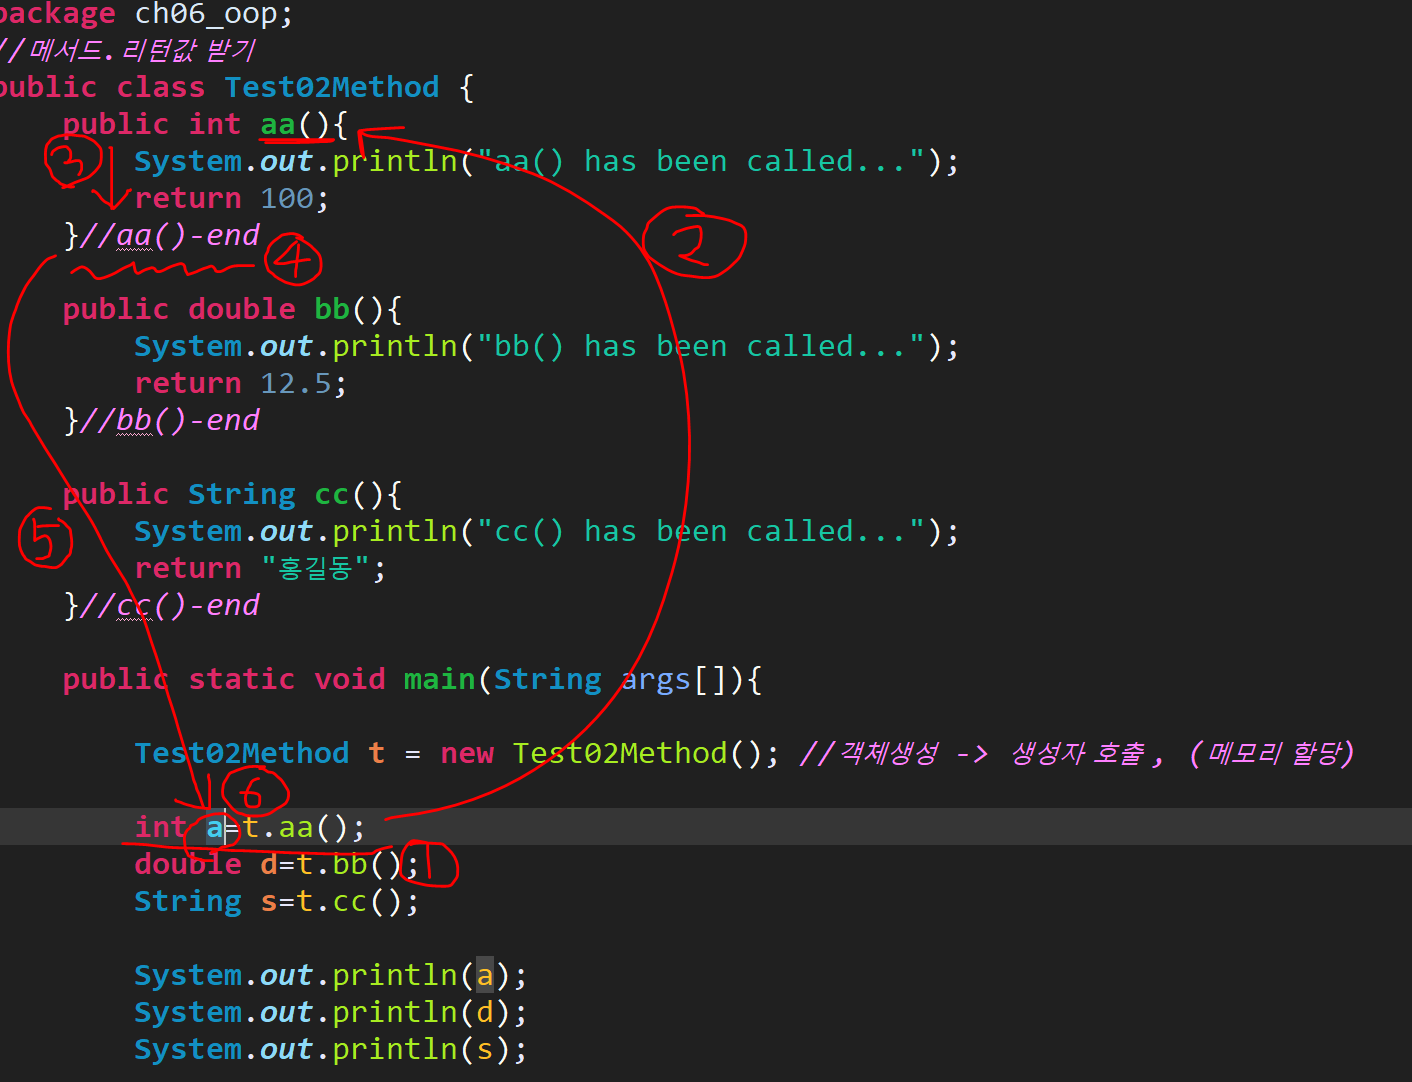 package ch06_oop;
//메서드.리턴값 받기
public class Test02Method {
public int aa(){
③ System.out.println("aa() has been called...");
return 100;
}//aa()-end
④
②
public double bb(){
System.out.println("bb() has been called...");
return 12.5;
}//bb()-end
public String cc(){
⑤ System.out.println("cc() has been called...");
return "홍길동";
}//cc()-end
public static void main(String args[]){
Test02Method t = new Test02Method(); //객체생성 -> 생성자 호출, (메모리 할당)
⑥
int a=t.aa();
double d=t.bb(); ①
String s=t.cc();
System.out.println(a);
System.out.println(d);
System.out.println(s);